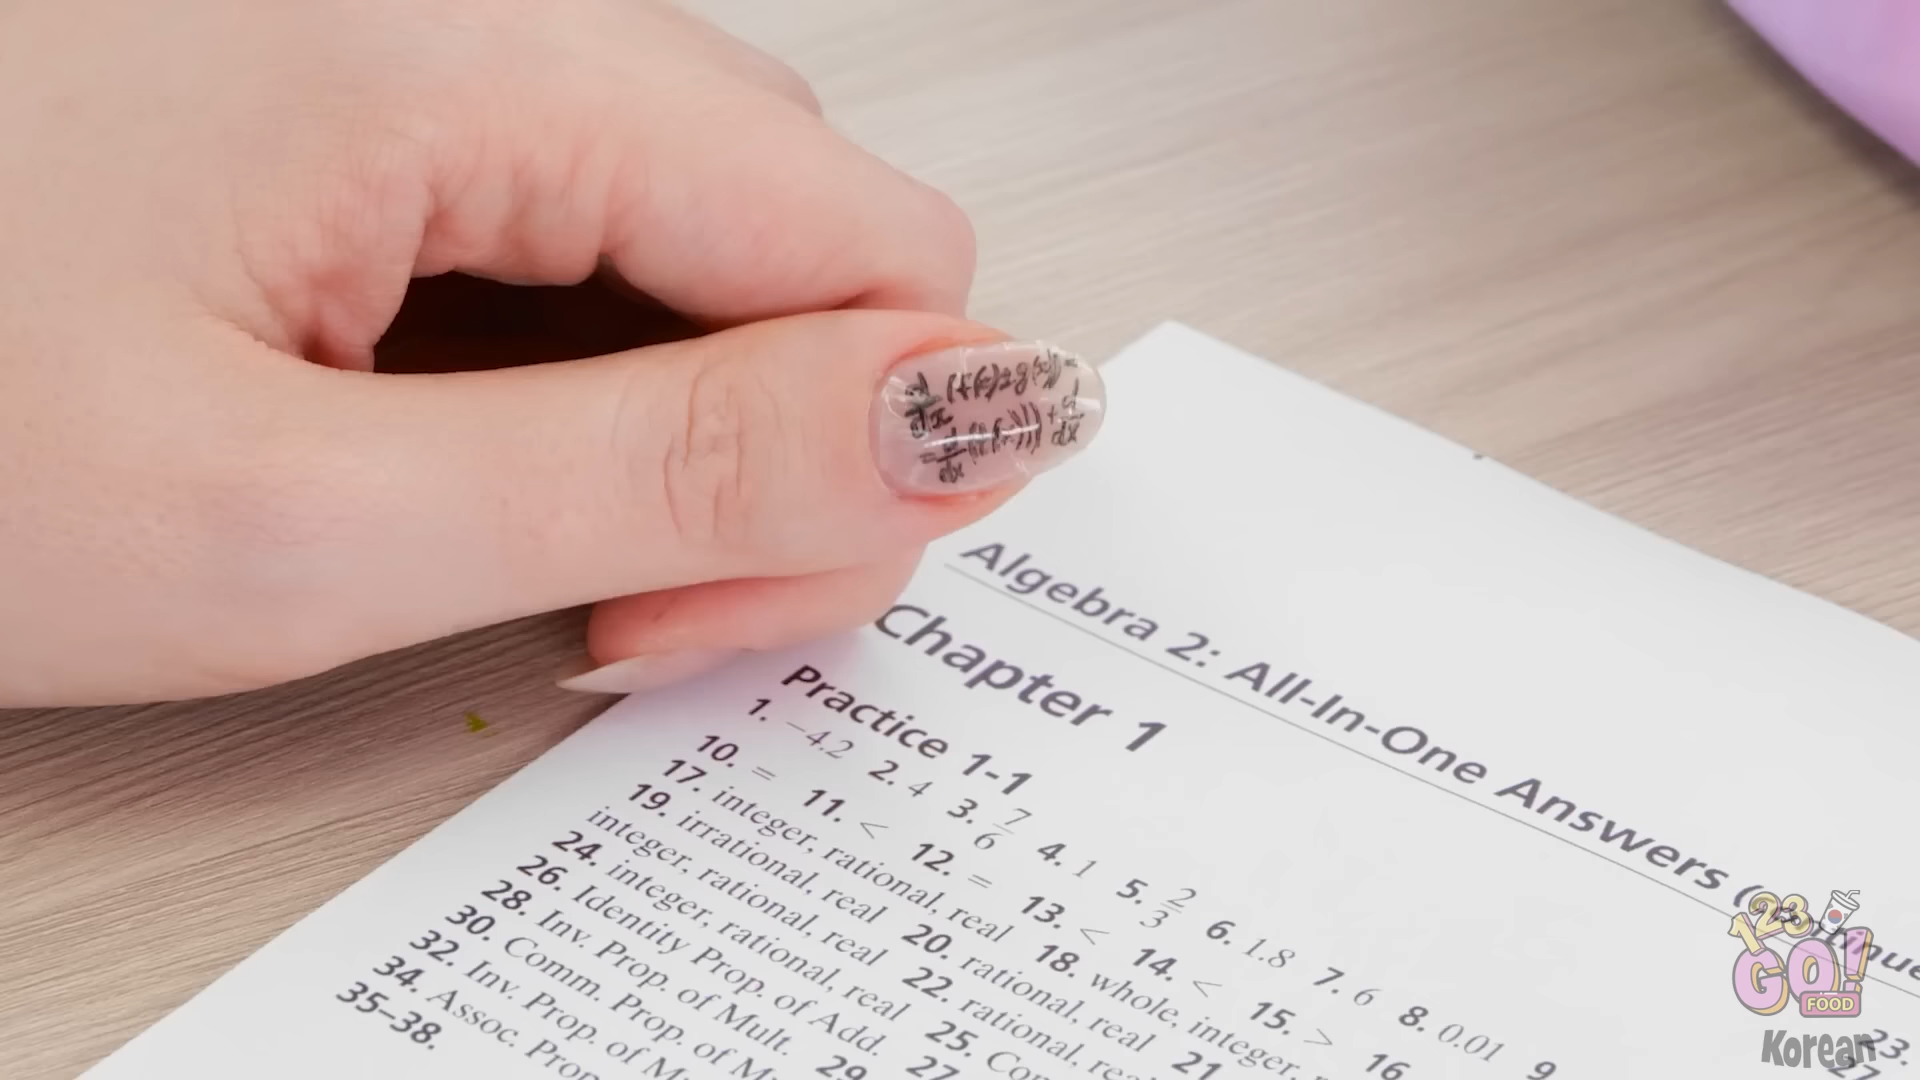 Algebra 2: All-In-One Answers
Chapter 1
Practice 1-1
1. −4.2 2. 4 3. 7/6 4. 1 5. 2/3 6. 1.8 7. 6 8. 0.01 9
10. = 11. < 12. = 13. < 14. < 15. > 16
17. integer, rational, real 18. whole, integer,
19. irrational, real 20. rational, real 21
integer, rational, real 22. rational, 23.
24. integer, rational, real 25. 27
26. Identity Prop. of Add. 27
28. Inv. Prop. of Mult. 29
30. Comm. Prop. of
32. Inv. Prop. of
34. Assoc.
35–38.
123
GO!
FOOD
Korean